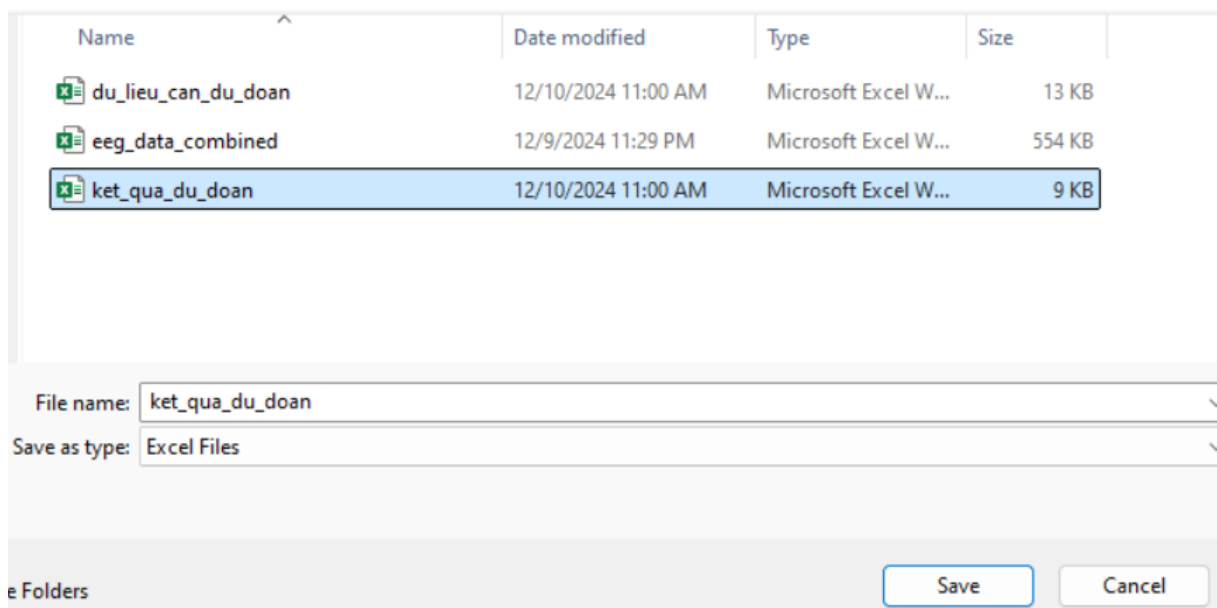 Name Date modified Type Size
du_lieu_can_du_doan 12/10/2024 11:00 AM Microsoft Excel W... 13 KB
eeg_data_combined 12/9/2024 11:29 PM Microsoft Excel W... 554 KB
ket_qua_du_doan 12/10/2024 11:00 AM Microsoft Excel W... 9 KB
File name: ket_qua_du_doan
Save as type: Excel Files
e Folders Save Cancel